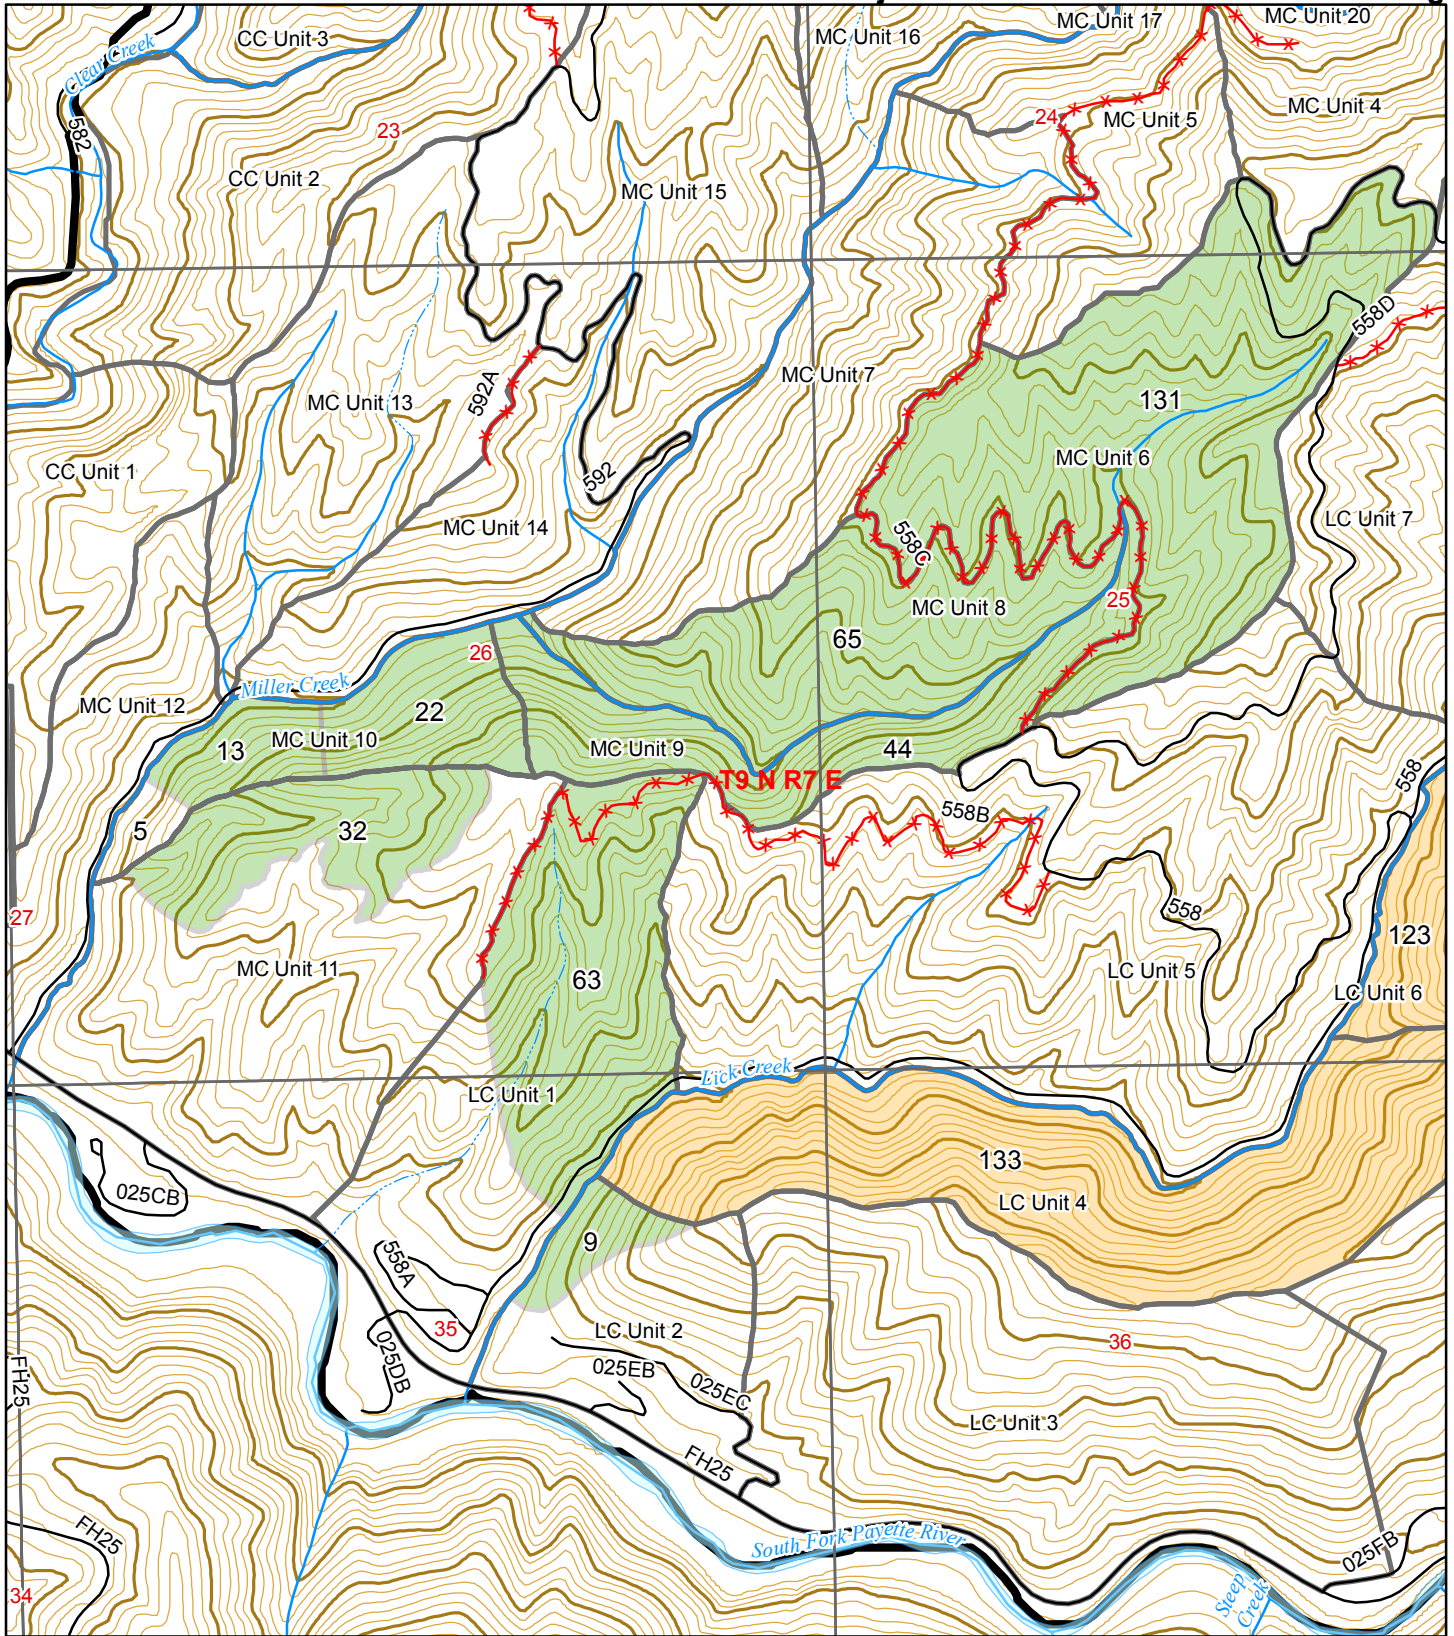 CC Unit 3
MC Unit 16
MC Unit 17
MC Unit 20
Clear Creek
582
23
24
MC Unit 5
MC Unit 4
CC Unit 2
MC Unit 15
558D
592A
MC Unit 13
MC Unit 7
131
MC Unit 6
CC Unit 1
592
MC Unit 14
558C
LC Unit 7
25
MC Unit 8
65
26
Miller Creek
MC Unit 12
22
13
MC Unit 10
MC Unit 9
44
T9 N R7 E
558
558B
5
32
558
27
123
MC Unit 11
63
LC Unit 5
LC Unit 6
Lick Creek
LC Unit 1
133
025CB
LC Unit 4
9
558A
35
LC Unit 2
36
025DB
025EB
025EC
FH25
LC Unit 3
FH25
FH25
South Fork Payette River
025FB
34
Steep
Creek